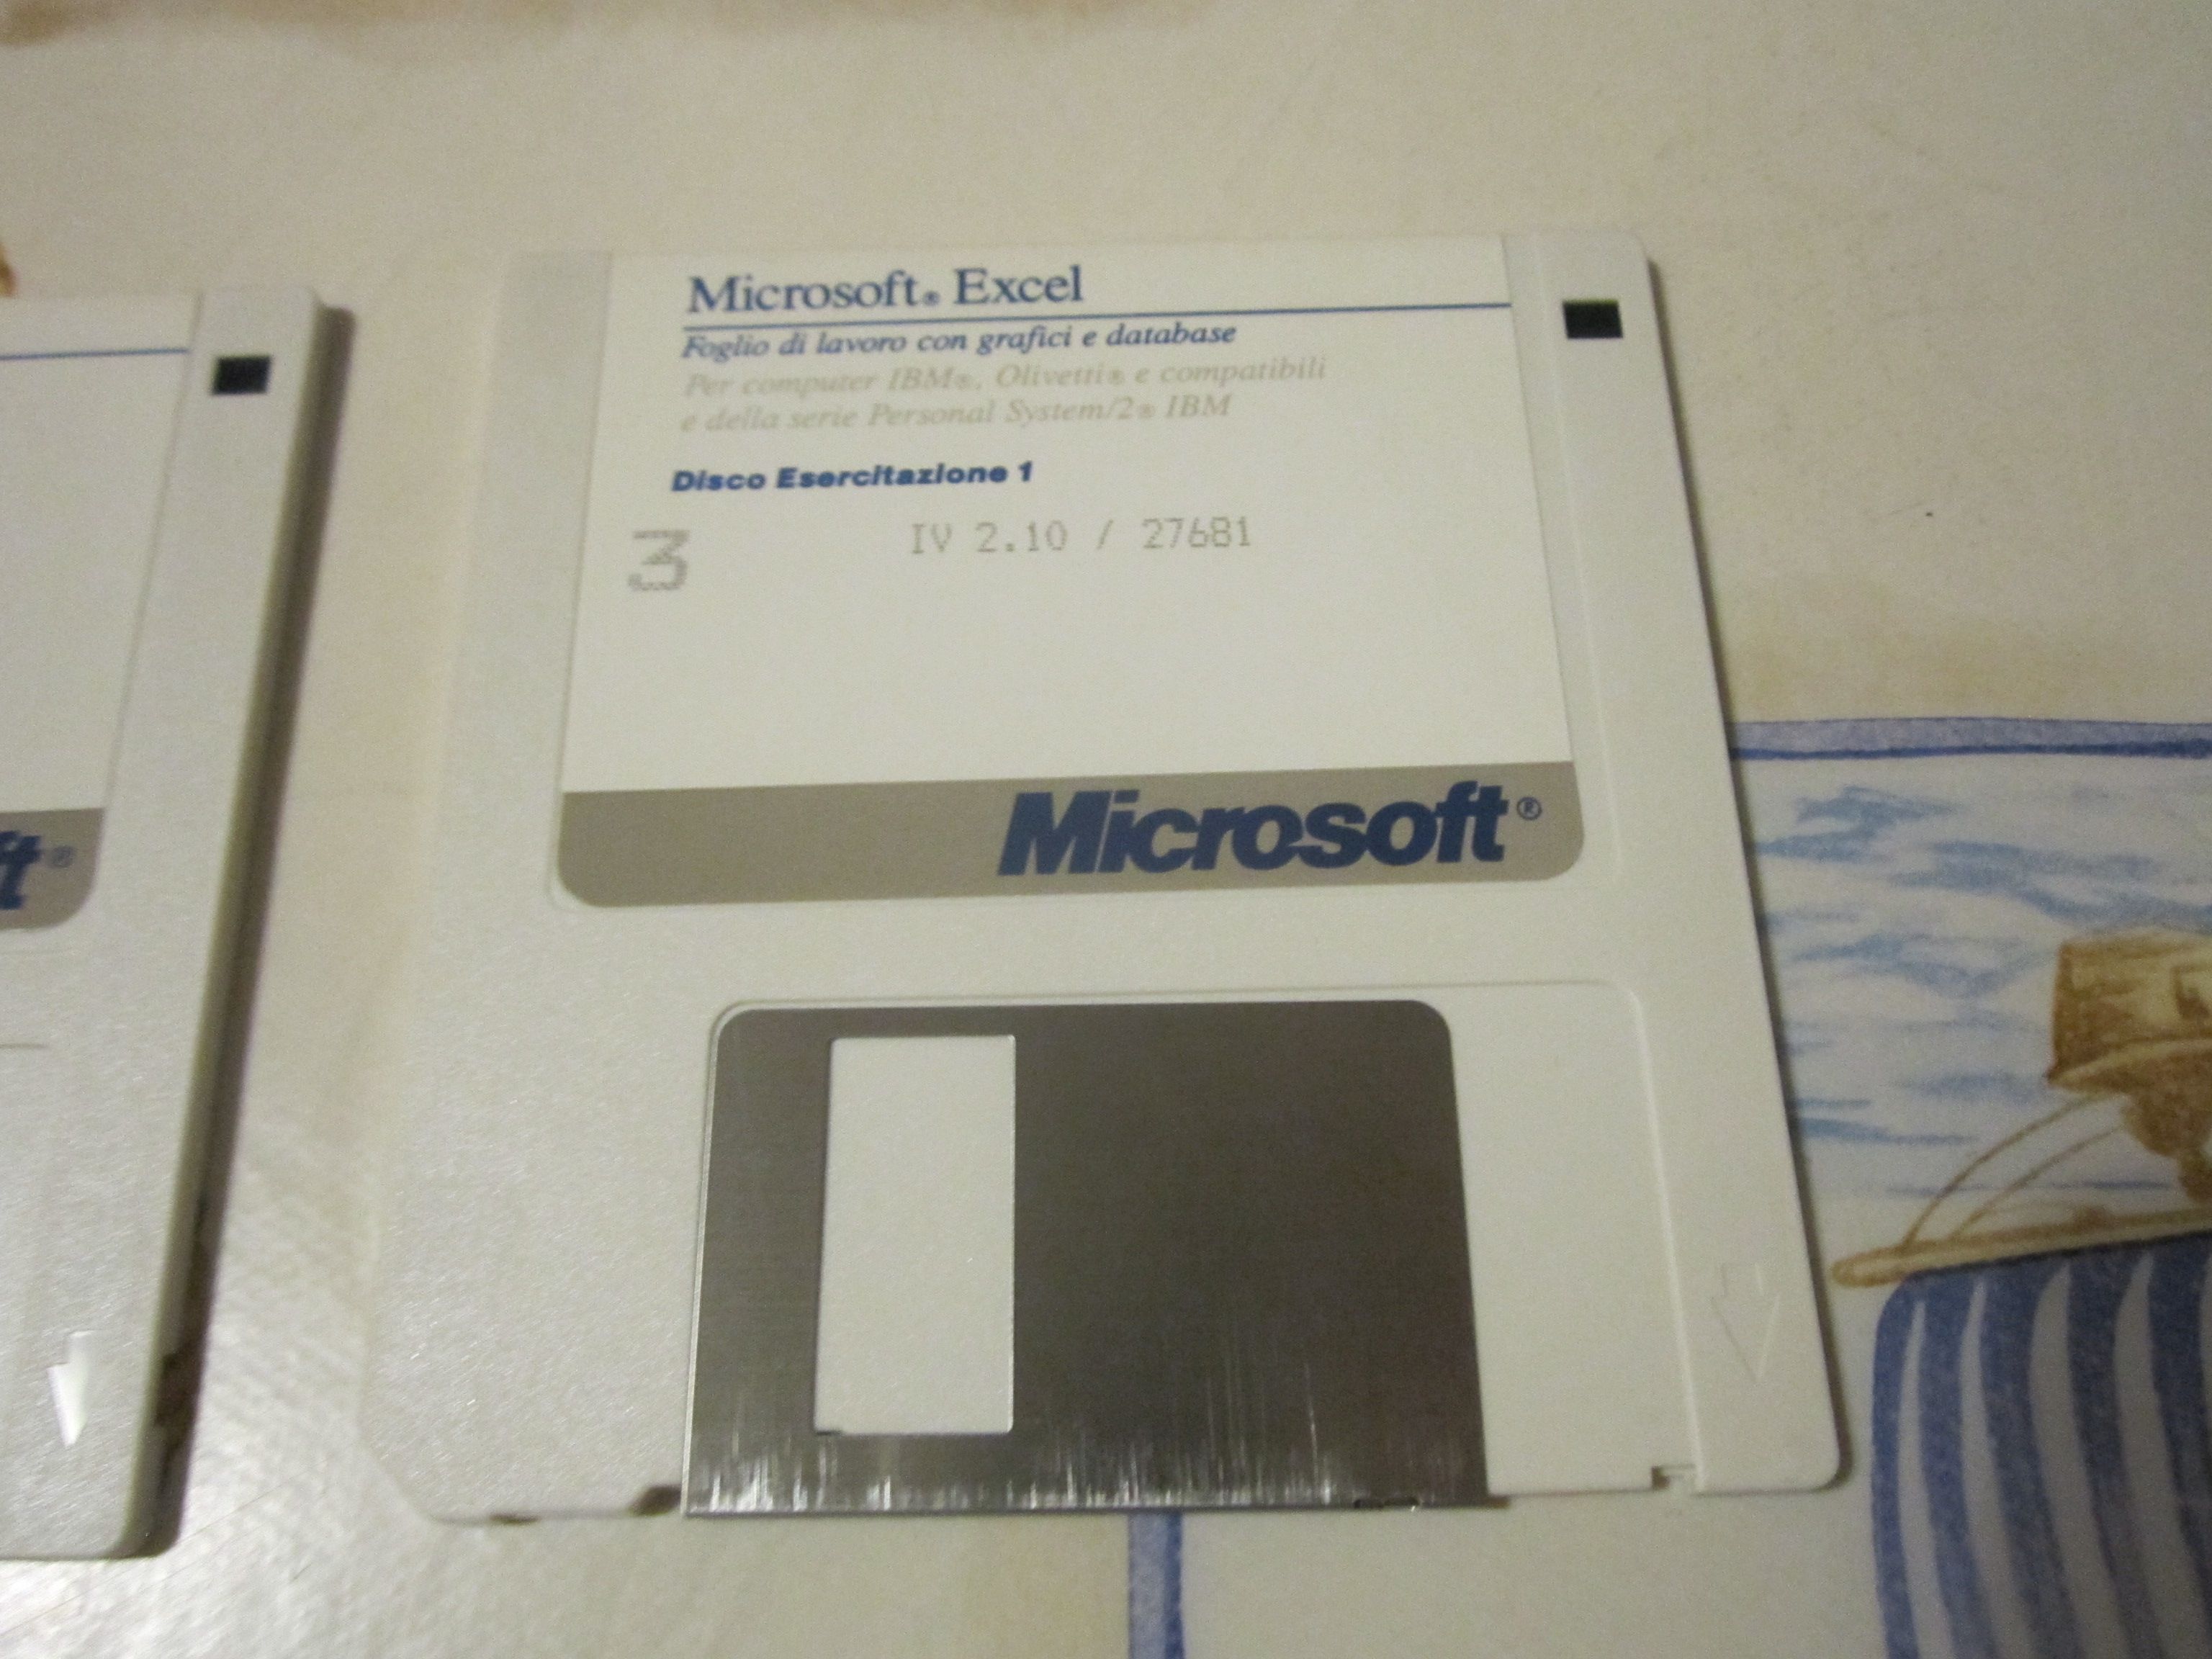 Microsoft® Excel
Foglio di lavoro con grafici e database
Per computer IBM®, Olivetti® e compatibili
e della serie Personal System/2® IBM
Disco Esercitazione 1
3 IV 2.10 / 27681
Microsoft®
ft®